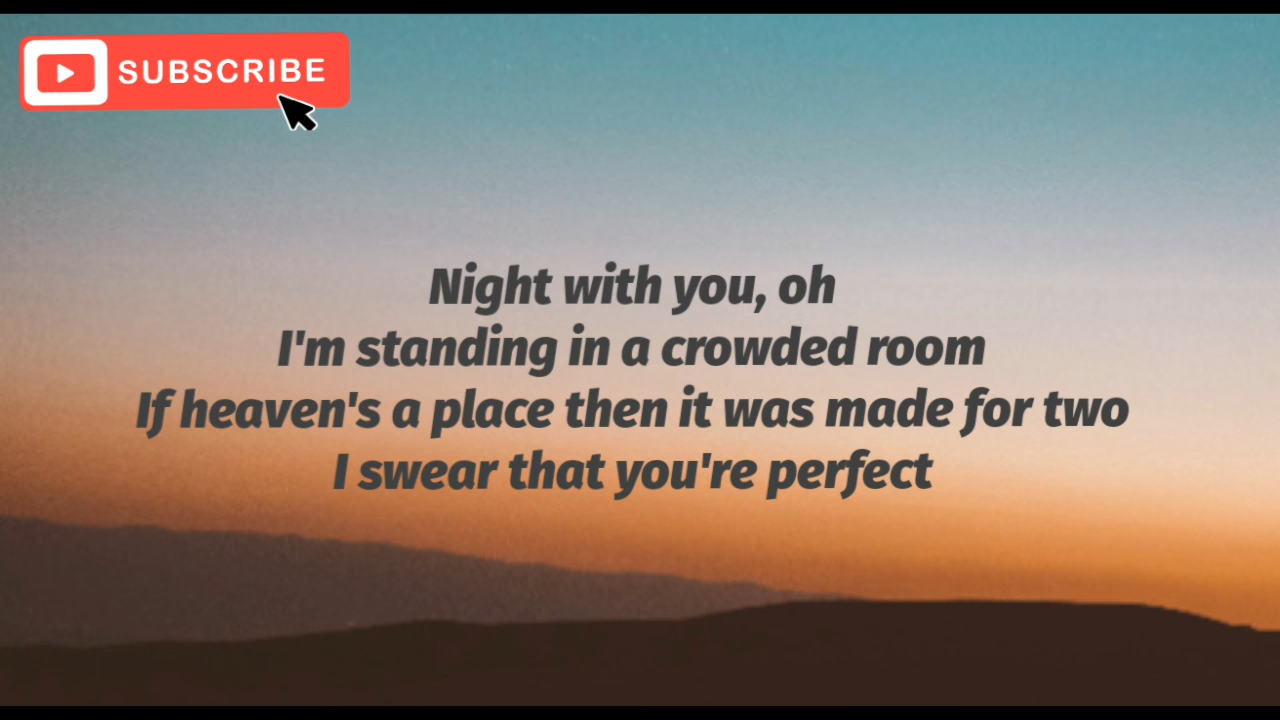 SUBSCRIBE
Night with you, oh
I'm standing in a crowded room
If heaven's a place then it was made for two
I swear that you're perfect